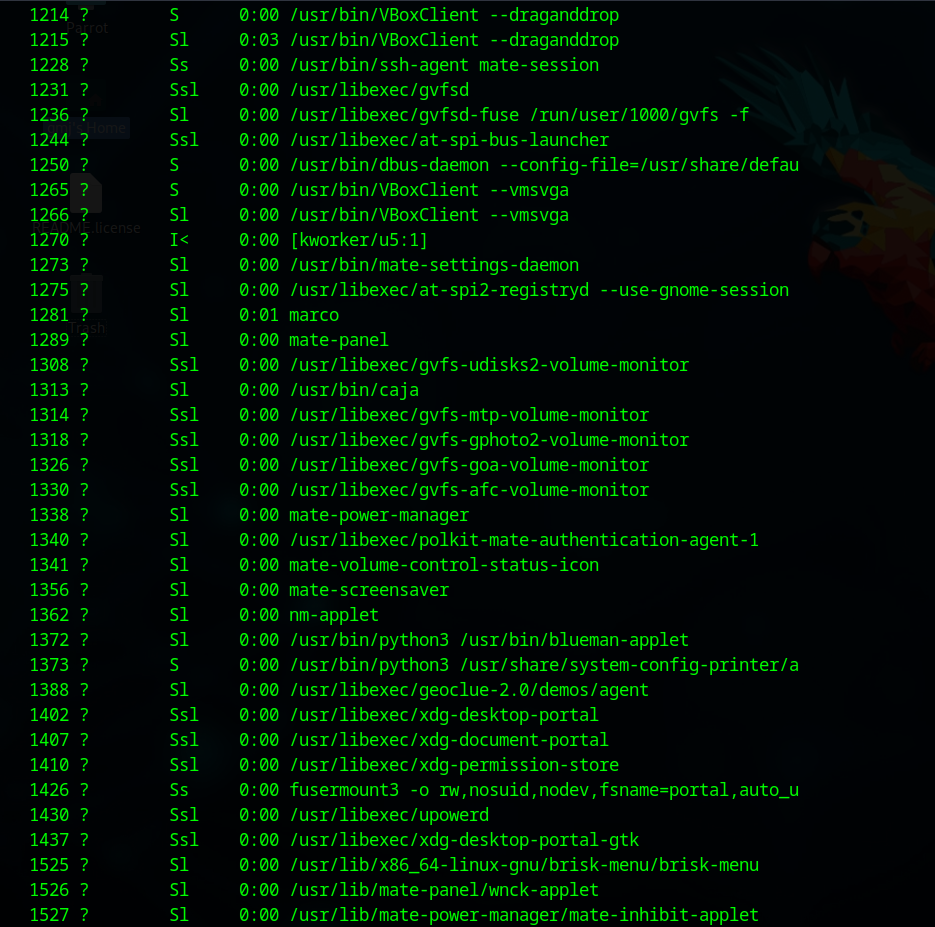 1214 ? S 0:00 /usr/bin/VBoxClient --draganddrop
Parrot
1215 ? Sl 0:03 /usr/bin/VBoxClient --draganddrop
1228 ? Ss 0:00 /usr/bin/ssh-agent mate-session
1231 ? Ssl 0:00 /usr/libexec/gvfsd
1236 ? Sl 0:00 /usr/libexec/gvfsd-fuse /run/user/1000/gvfs -f
Home
1244 ? Ssl 0:00 /usr/libexec/at-spi-bus-launcher
1250 ? S 0:00 /usr/bin/dbus-daemon --config-file=/usr/share/defau
1265 ? S 0:00 /usr/bin/VBoxClient --vmsvga
1266 ? Sl 0:00 /usr/bin/VBoxClient --vmsvga
README.license
1270 ? I< 0:00 [kworker/u5:1]
1273 ? Sl 0:00 /usr/bin/mate-settings-daemon
1275 ? Sl 0:00 /usr/libexec/at-spi2-registryd --use-gnome-session
1281 ? Sl 0:01 marco
Trash
1289 ? Sl 0:00 mate-panel
1308 ? Ssl 0:00 /usr/libexec/gvfs-udisks2-volume-monitor
1313 ? Sl 0:00 /usr/bin/caja
1314 ? Ssl 0:00 /usr/libexec/gvfs-mtp-volume-monitor
1318 ? Ssl 0:00 /usr/libexec/gvfs-gphoto2-volume-monitor
1326 ? Ssl 0:00 /usr/libexec/gvfs-goa-volume-monitor
1330 ? Ssl 0:00 /usr/libexec/gvfs-afc-volume-monitor
1338 ? Sl 0:00 mate-power-manager
1340 ? Sl 0:00 /usr/libexec/polkit-mate-authentication-agent-1
1341 ? Sl 0:00 mate-volume-control-status-icon
1356 ? Sl 0:00 mate-screensaver
1362 ? Sl 0:00 nm-applet
1372 ? Sl 0:00 /usr/bin/python3 /usr/bin/blueman-applet
1373 ? S 0:00 /usr/bin/python3 /usr/share/system-config-printer/a
1388 ? Sl 0:00 /usr/libexec/geoclue-2.0/demos/agent
1402 ? Ssl 0:00 /usr/libexec/xdg-desktop-portal
1407 ? Ssl 0:00 /usr/libexec/xdg-document-portal
1410 ? Ssl 0:00 /usr/libexec/xdg-permission-store
1426 ? Ss 0:00 fusermount3 -o rw,nosuid,nodev,fsname=portal,auto_u
1430 ? Ssl 0:00 /usr/libexec/upowerd
1437 ? Ssl 0:00 /usr/libexec/xdg-desktop-portal-gtk
1525 ? Sl 0:00 /usr/lib/x86_64-linux-gnu/brisk-menu/brisk-menu
1526 ? Sl 0:00 /usr/lib/mate-panel/wnck-applet
1527 ? Sl 0:00 /usr/lib/mate-power-manager/mate-inhibit-applet